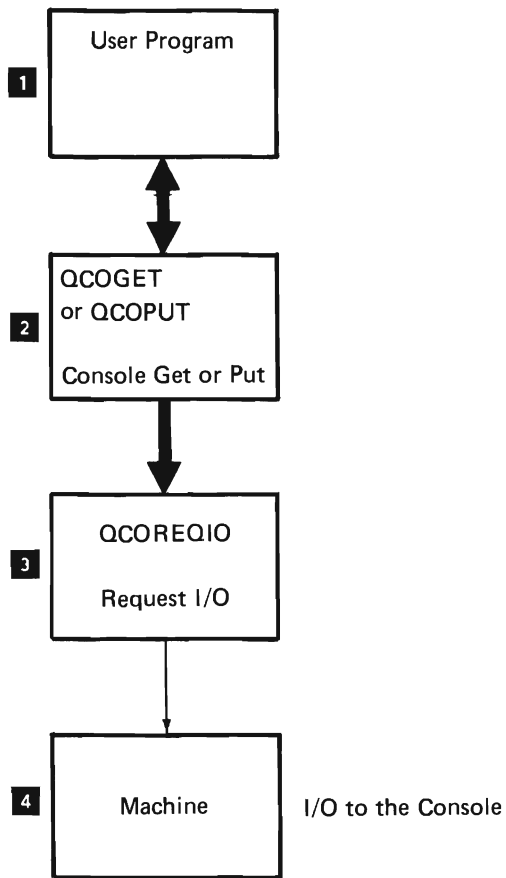 User Program
1
QCOGET
or QCOPUT
2
Console Get or Put
QCOREQIO
3
Request I/O
4
Machine
I/O to the Console